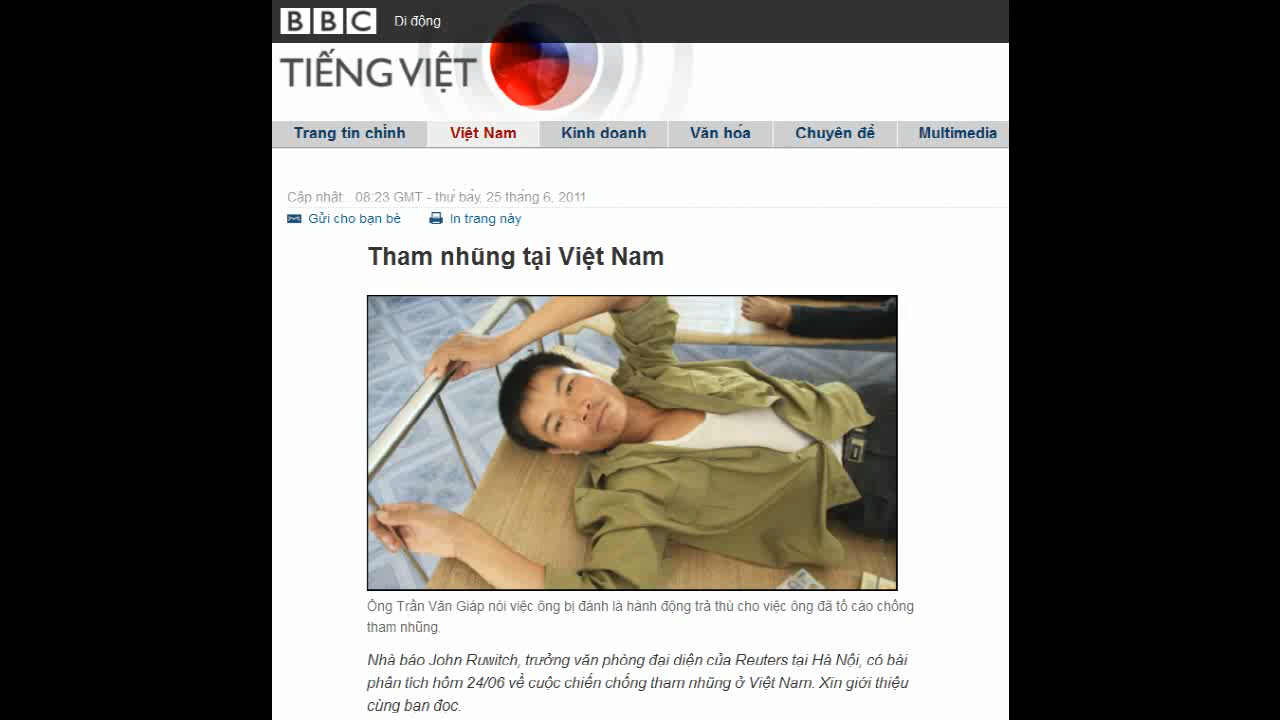 BBC Di động
TIẾNG VIỆT
Trang tin chính Việt Nam Kinh doanh Văn hóa Chuyên đề Multimedia
Cập nhật: 08:23 GMT - thứ bảy, 25 tháng 6, 2011
Gửi cho bạn bè In trang này
Tham nhũng tại Việt Nam
Ông Trần Văn Giáp nói việc ông bị đánh là hành động trả thù cho việc ông đã tố cáo chống
tham nhũng.
Nhà báo John Ruwitch, trưởng văn phòng đại diện của Reuters tại Hà Nội, có bài
phân tích hôm 24/06 về cuộc chiến chống tham nhũng ở Việt Nam. Xin giới thiệu
cùng bạn đọc.